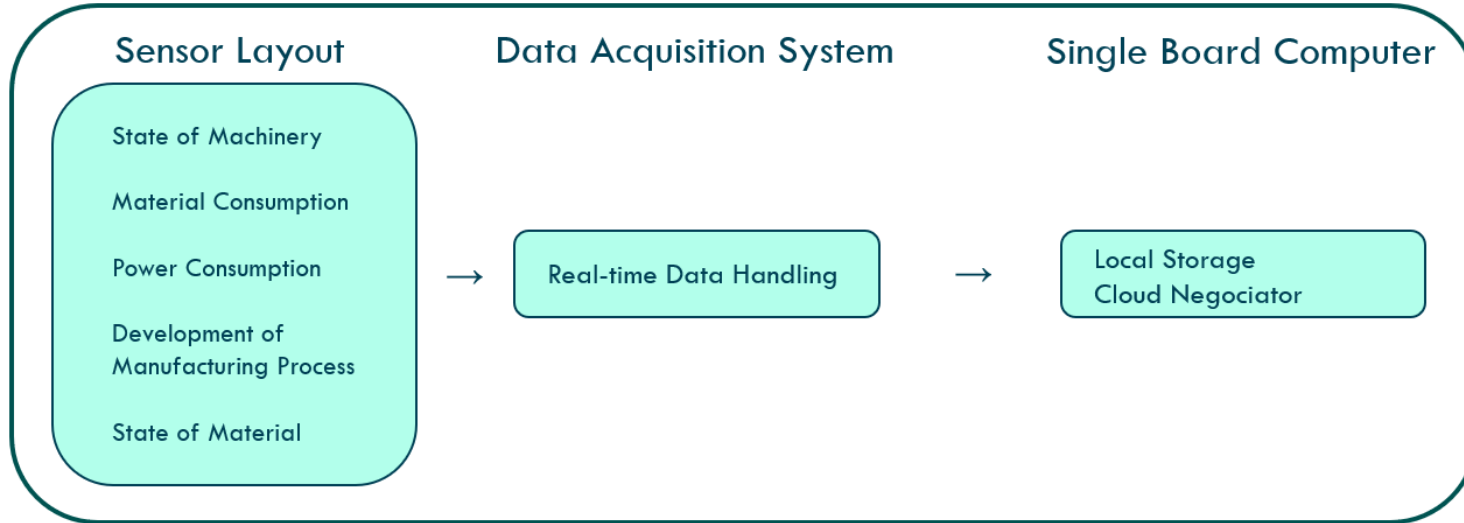 Sensor Layout
State of Machinery
Material Consumption
Power Consumption
Development of
Manufacturing Process
State of Material
→
Data Acquisition System
Real-time Data Handling
→
Single Board Computer
Local Storage
Cloud Negociator